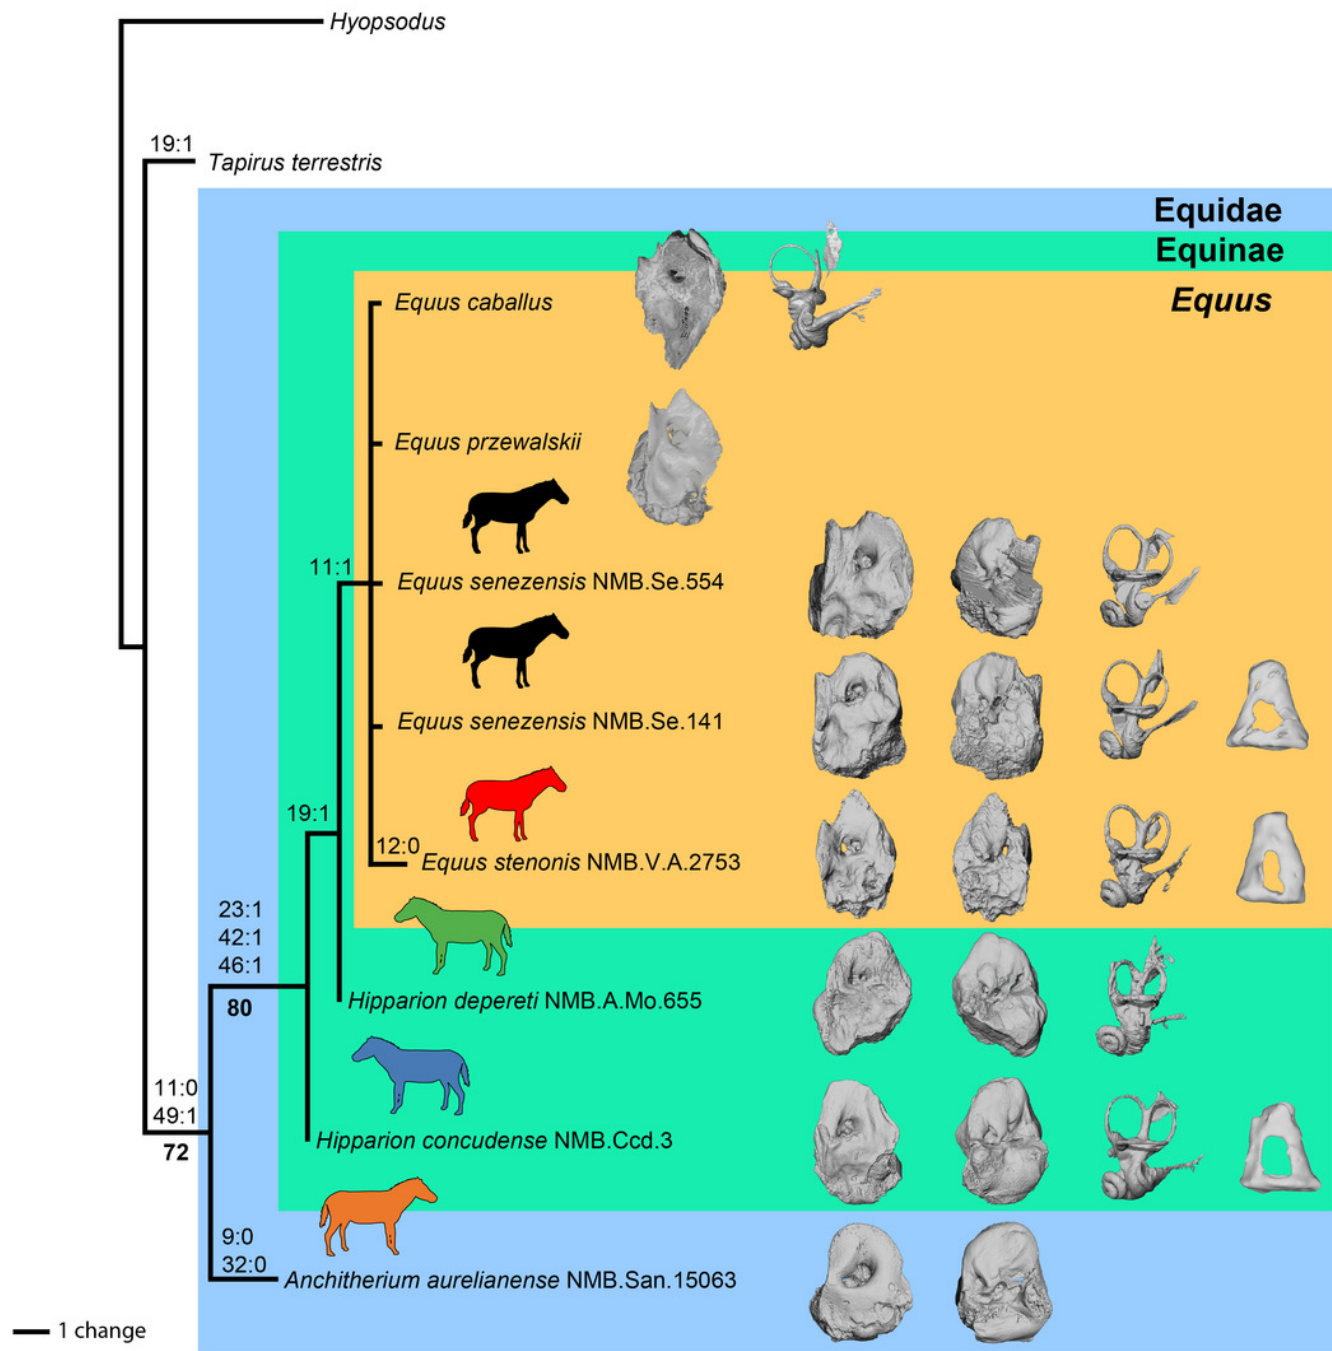 Hyopsodus
19:1
Tapirus terrestris
Equidae
Equinae
Equus
Equus caballus
Equus przewalskii
11:1
Equus senezensis NMB.Se.554
Equus senezensis NMB.Se.141
19:1
12:0
Equus stenonis NMB.V.A.2753
23:1
42:1
46:1
80
Hipparion depereti NMB.A.Mo.655
11:0
49:1
72
Hipparion concudense NMB.Ccd.3
9:0
32:0
Anchitherium aurelianense NMB.San.15063
1 change